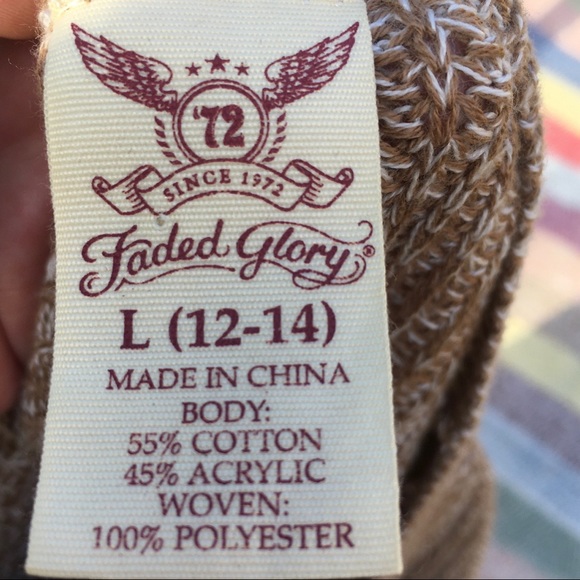 '72
SINCE 1972
Faded Glory®
L (12-14)
MADE IN CHINA
BODY:
55% COTTON
45% ACRYLIC
WOVEN:
100% POLYESTER